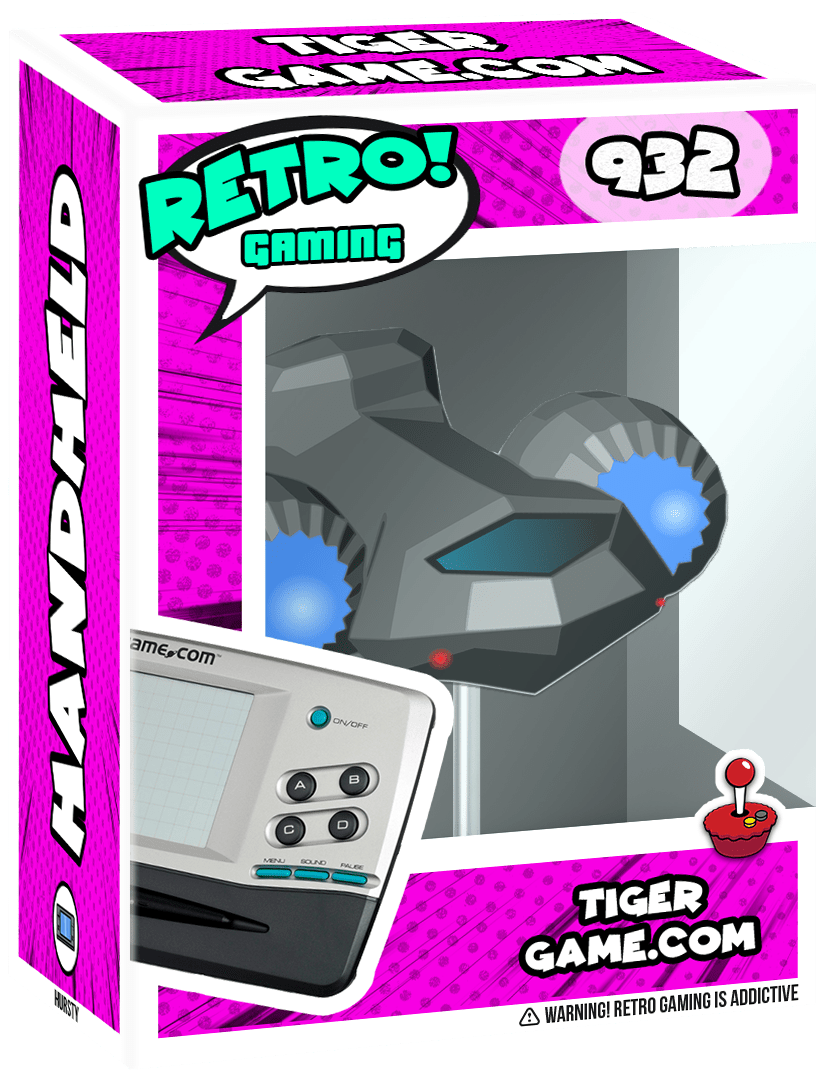 TIGER
GAME.COM
RETRO!
GAMING
932
HANDHELD
ame.com™
ON/OFF
A
B
C
D
MENU
SOUND
PAUSE
TIGER
GAME.COM
HURSTY
WARNING! RETRO GAMING IS ADDICTIVE